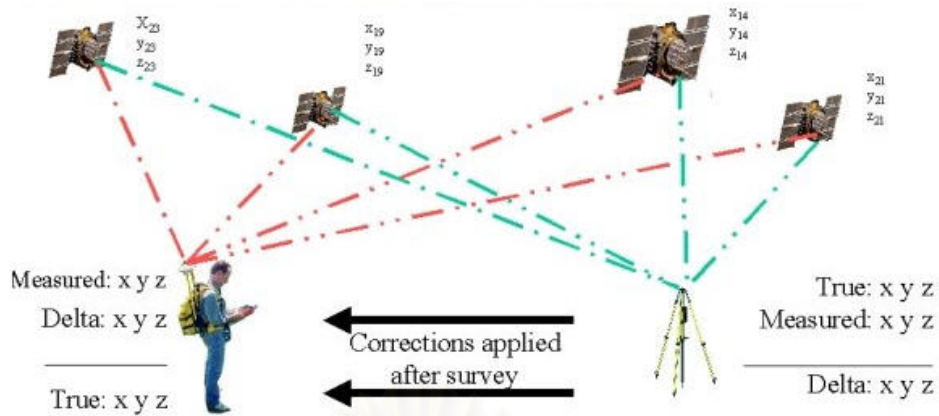 X₂₃
y₂₃
z₂₃
x₁₉
y₁₉
z₁₉
x₁₄
y₁₄
z₁₄
x₂₁
y₂₁
z₂₁
Measured: x y z
Delta: x y z
True: x y z
Corrections applied
after survey
True: x y z
Measured: x y z
Delta: x y z